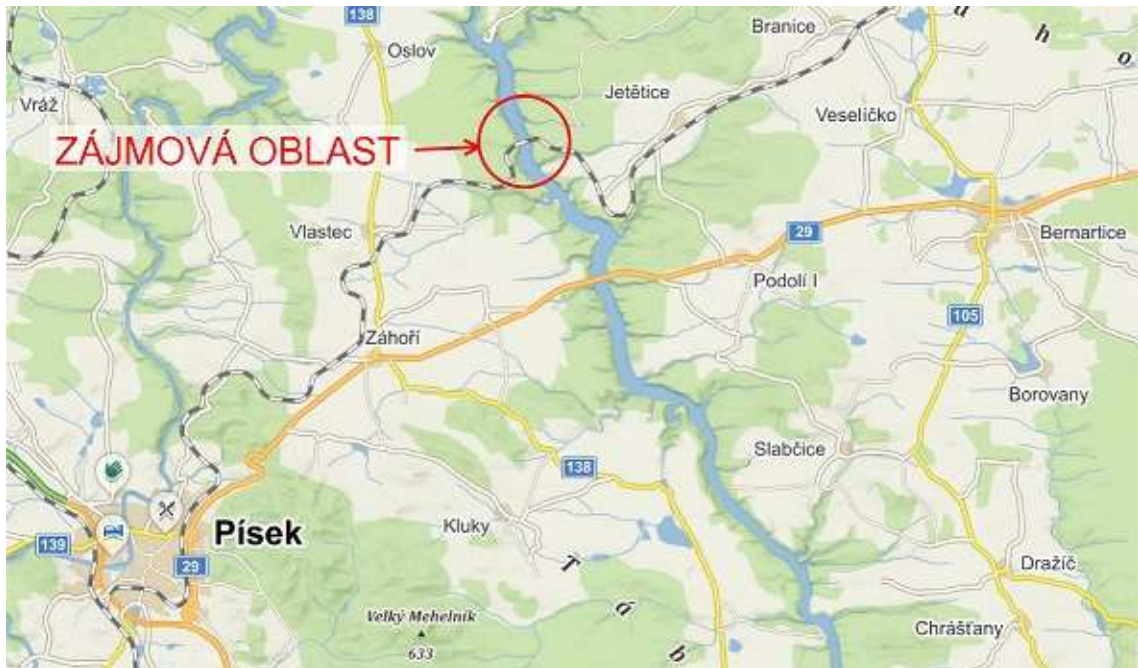 138
Oslov
Branice
u
h
o
Vráž
Jetětice
Veselíčko
ZÁJMOVÁ OBLAST
Vlastec
29
Bernartice
Podolí I
Záhoří
105
Borovany
Slabčice
138
Kluky
Písek
139
29
T
á
b
Dražíč
Velký Mehelník
633
Chrášťany